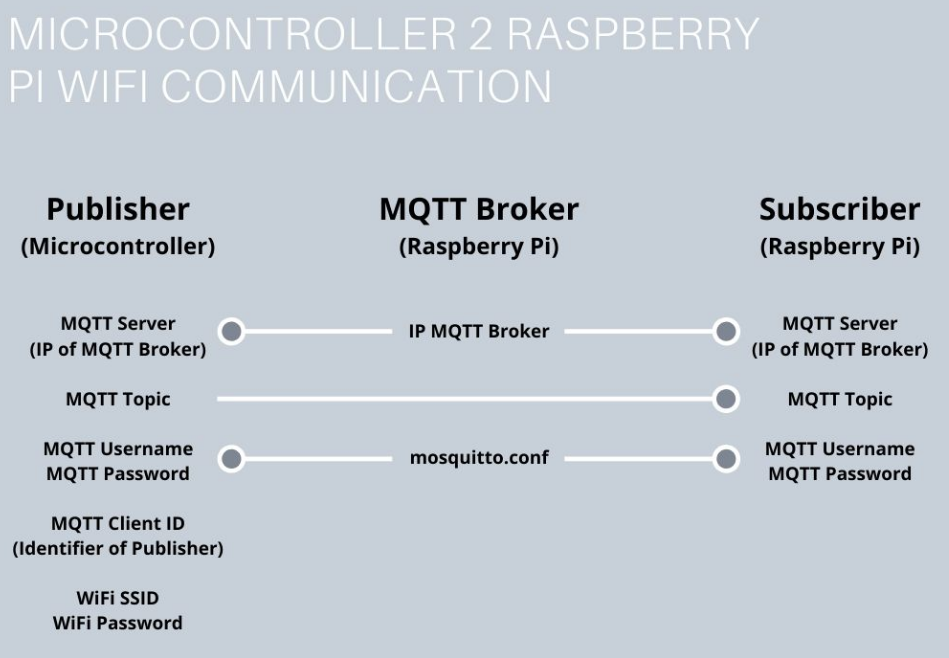 MICROCONTROLLER 2 RASPBERRY
PI WIFI COMMUNICATION
Publisher
(Microcontroller)
MQTT Broker
(Raspberry Pi)
Subscriber
(Raspberry Pi)
MQTT Server
(IP of MQTT Broker)
IP MQTT Broker
MQTT Server
(IP of MQTT Broker)
MQTT Topic
MQTT Topic
MQTT Username
MQTT Password
mosquitto.conf
MQTT Username
MQTT Password
MQTT Client ID
(Identifier of Publisher)
WiFi SSID
WiFi Password